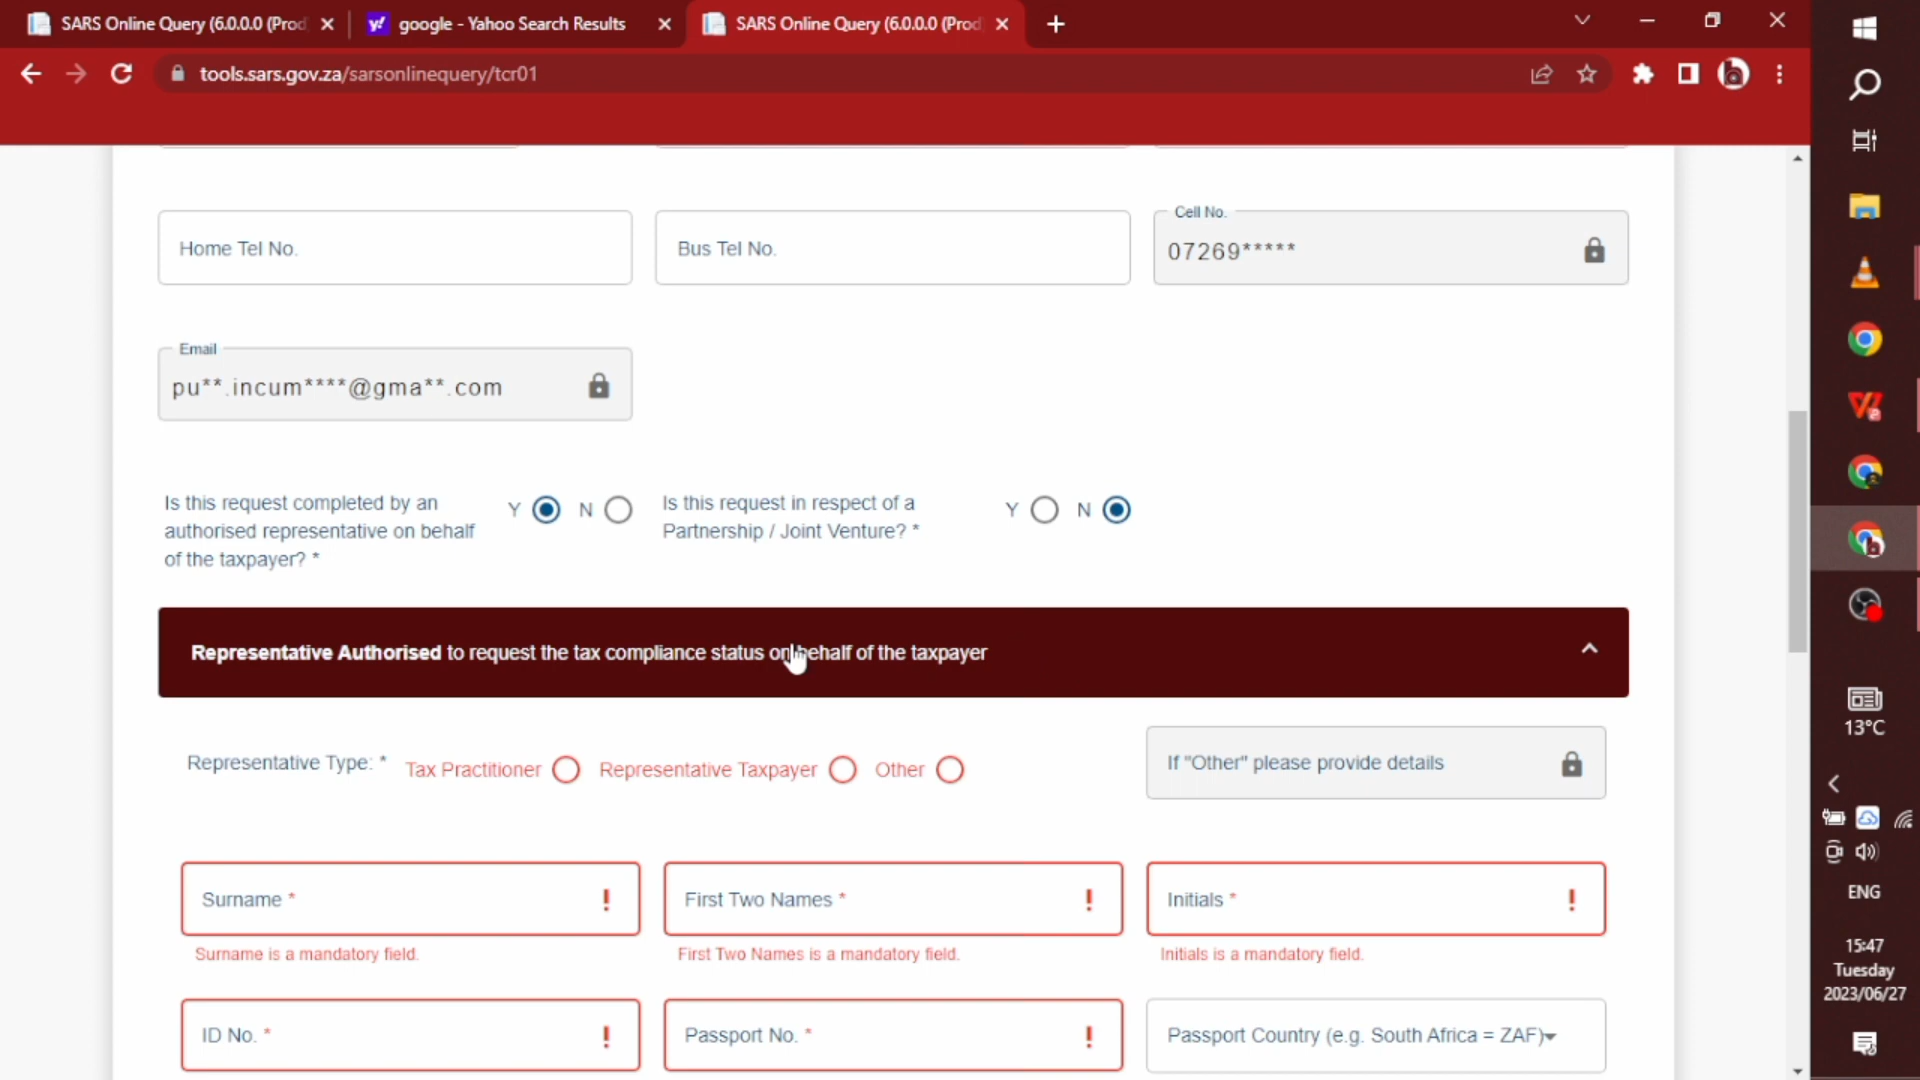 SARS Online Query (6.0.0.0 (Prod
google - Yahoo Search Results
SARS Online Query (6.0.0.0 (Prod
tools.sars.gov.za/sarsonlinequery/tcr01
Home Tel No.
Bus Tel No.
Cell No.
07269*****
Email
pu**.incum****@gma**.com
Is this request completed by an
authorised representative on behalf
of the taxpayer? *
Y
N
Is this request in respect of a
Partnership / Joint Venture? *
Y
N
Representative Authorised to request the tax compliance status on behalf of the taxpayer
Representative Type: *
Tax Practitioner
Representative Taxpayer
Other
If "Other" please provide details
Surname *
!
First Two Names *
!
Initials *
!
Surname is a mandatory field.
First Two Names is a mandatory field.
Initials is a mandatory field.
ID No. *
!
Passport No. *
!
Passport Country (e.g. South Africa = ZAF)
13°C
ENG
15:47
Tuesday
2023/06/27